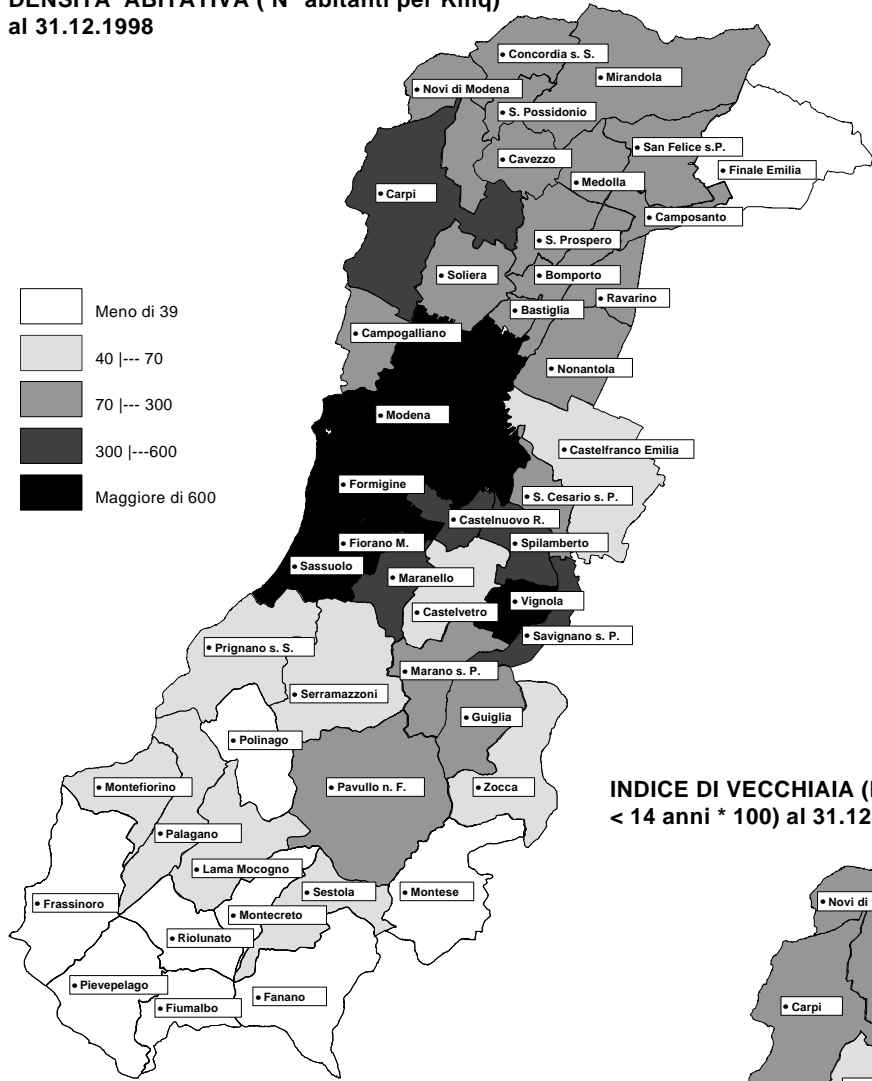 DENSITA' ABITATIVA ( N° abitanti per Kmq)
al 31.12.1998
Concordia s. S.
Mirandola
Novi di Modena
S. Possidonio
San Felice s.P.
Cavezzo
Finale Emilia
Medolla
Carpi
Camposanto
S. Prospero
Soliera
Bomporto
Ravarino
Bastiglia
Campogalliano
Nonantola
Meno di 39
40 |--- 70
70 |--- 300
300 |---600
Maggiore di 600
Modena
Castelfranco Emilia
Formigine
S. Cesario s. P.
Castelnuovo R.
Fiorano M.
Spilamberto
Sassuolo
Maranello
Vignola
Castelvetro
Savignano s. P.
Prignano s. S.
Marano s. P.
Serramazzoni
Guiglia
Polinago
Montefiorino
Pavullo n. F.
Zocca
INDICE DI VECCHIAIA (
< 14 anni * 100) al 31.12
Palagano
Lama Mocogno
Sestola
Montese
Frassinoro
Montecreto
Novi di
Riolunato
Pievepelago
Fiumalbo
Fanano
Carpi